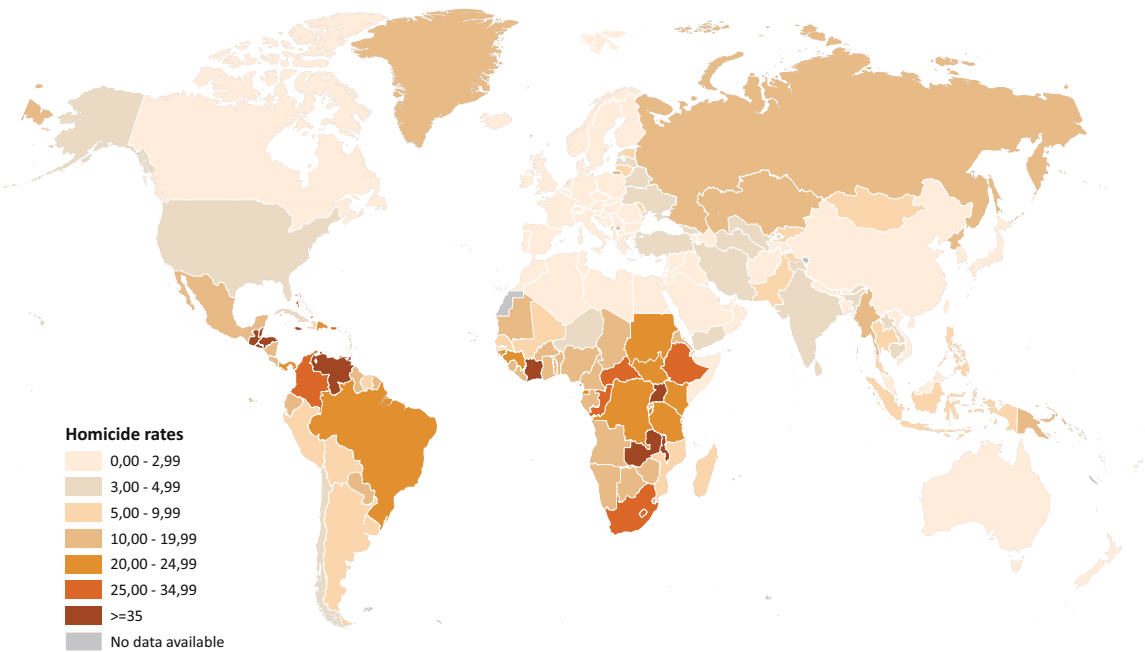 Homicide rates
0,00 - 2,99
3,00 - 4,99
5,00 - 9,99
10,00 - 19,99
20,00 - 24,99
25,00 - 34,99
>=35
No data available